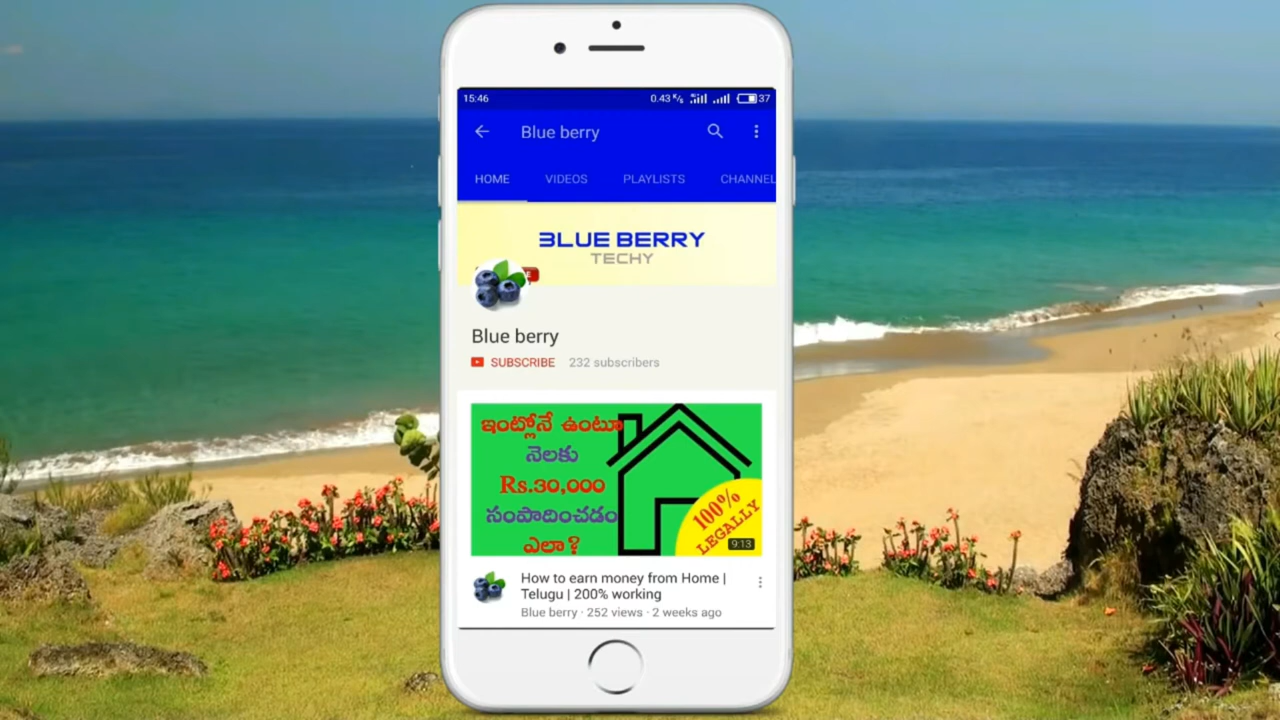 15:46 0.43 K/s 37
Blue berry
HOME VIDEOS PLAYLISTS CHANNEL
BLUE BERRY
TECHY
Blue berry
SUBSCRIBE 232 subscribers
ఇంట్లోనే ఉంటూ
నెలకు
Rs.30,000
సంపాదించడం
ఎలా?
100%
LEGALLY
9:13
How to earn money from Home |
Telugu | 200% working
Blue berry · 252 views · 2 weeks ago